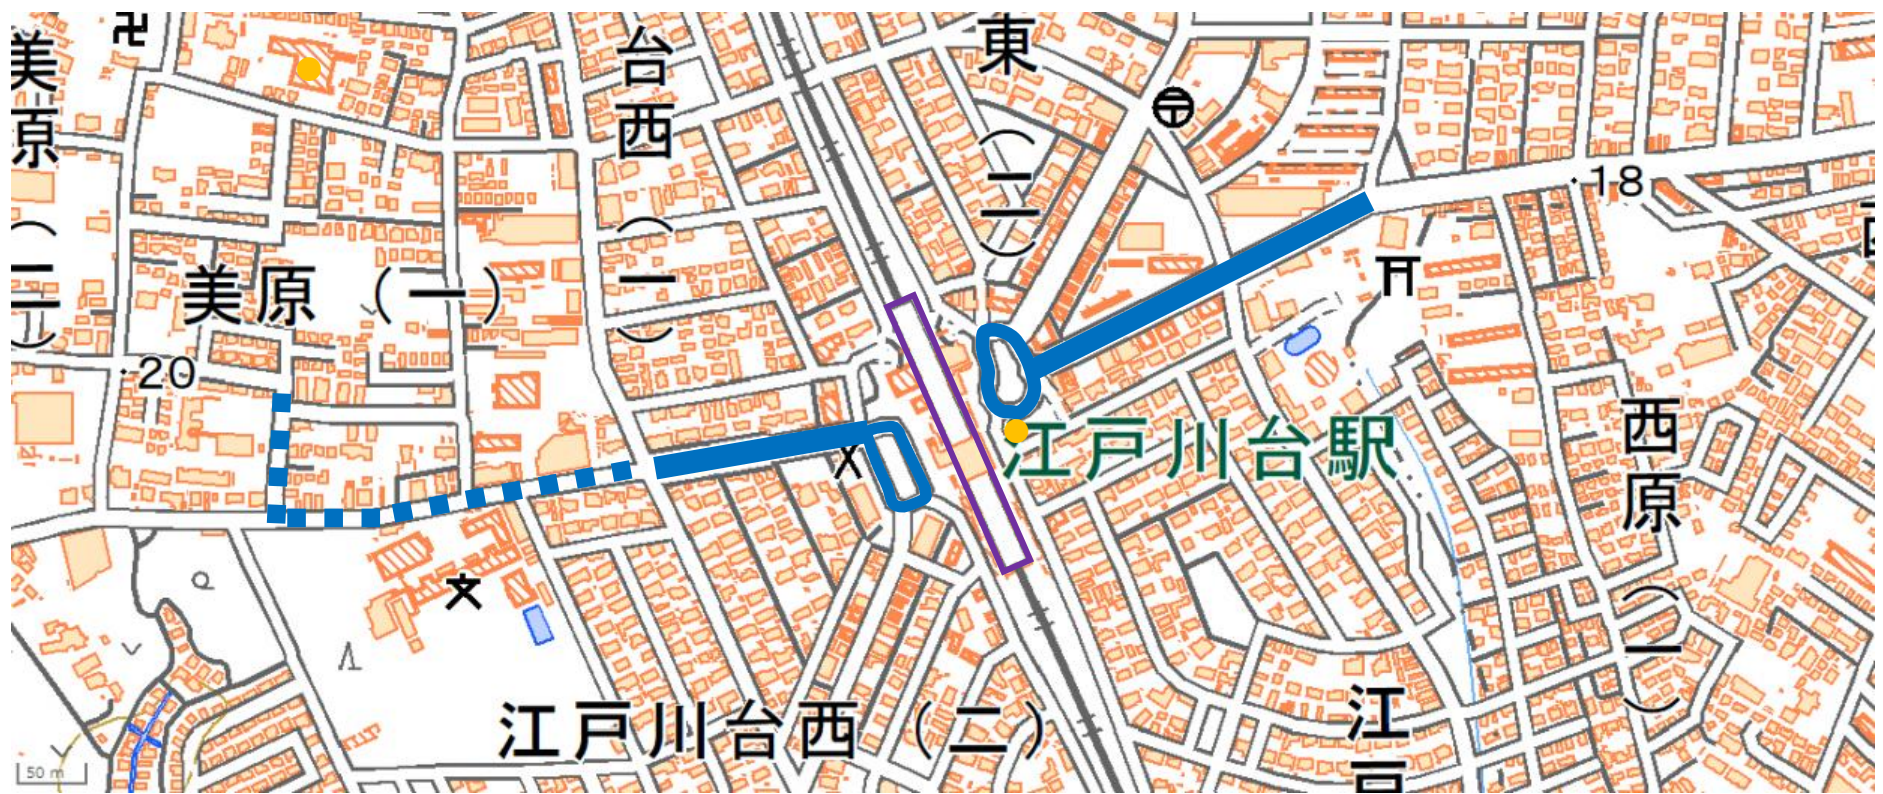 美原(二)
台西(一)
東(二)
・18
美原(一)
・20
江戸川台駅
西原(一)
江戸川台西(二)
江戸
50 m